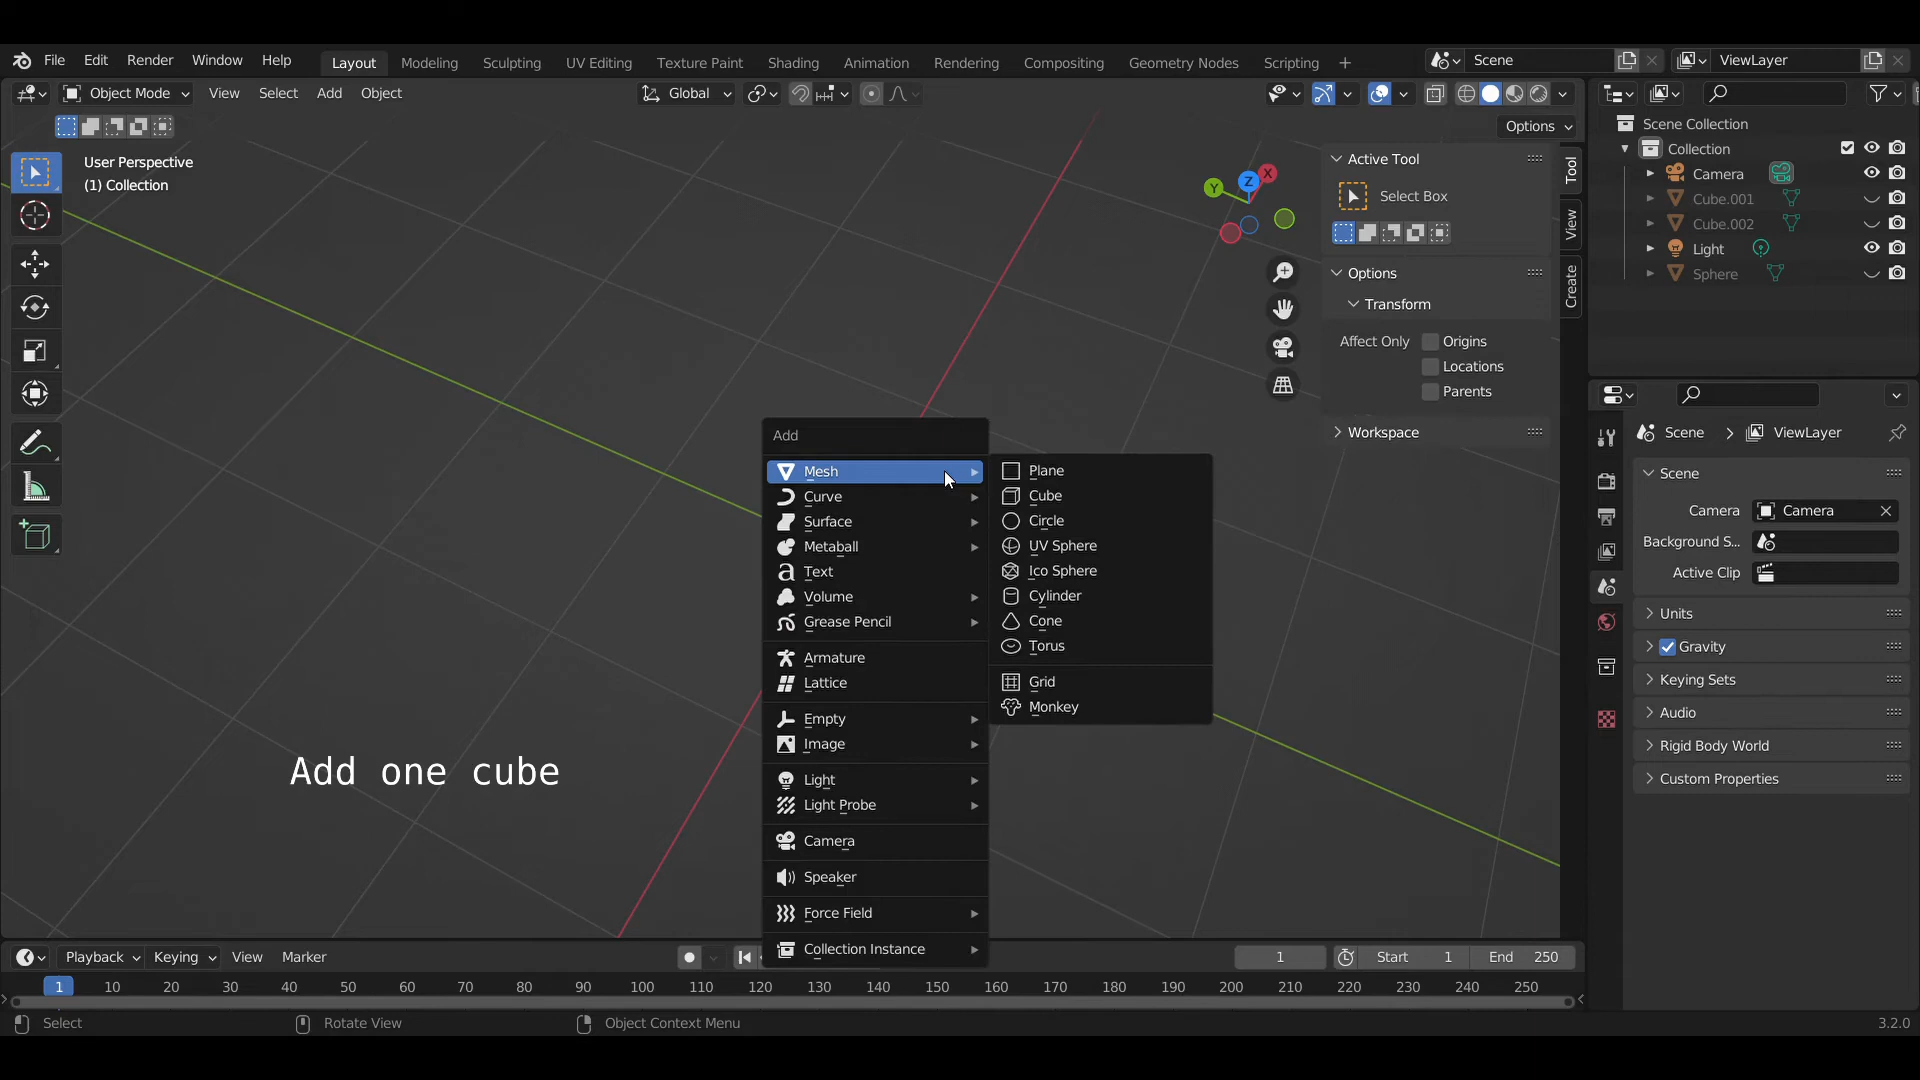 File Edit Render Window Help Layout Modeling Sculpting UV Editing Texture Paint Shading Animation Rendering Compositing Geometry Nodes Scripting + Scene ViewLayer
Object Mode View Select Add Object Global
Options
User Perspective
(1) Collection
Y Z X
Active Tool
Select Box
Options
Transform
Affect Only Origins
Locations
Parents
Workspace
Tool
View
Create
Scene Collection
Collection
Camera
Cube.001
Cube.002
Light
Sphere
Scene > ViewLayer
Scene
Camera Camera
Background S...
Active Clip
Units
Gravity
Keying Sets
Audio
Rigid Body World
Custom Properties
Add
Mesh
Curve
Surface
Metaball
Text
Volume
Grease Pencil
Armature
Lattice
Empty
Image
Light
Light Probe
Camera
Speaker
Force Field
Collection Instance
Plane
Cube
Circle
UV Sphere
Ico Sphere
Cylinder
Cone
Torus
Grid
Monkey
Add one cube
Playback Keying View Marker 1 Start 1 End 250
1 10 20 30 40 50 60 70 80 90 100 110 120 130 140 150 160 170 180 190 200 210 220 230 240 250
Select Rotate View Object Context Menu 3.2.0